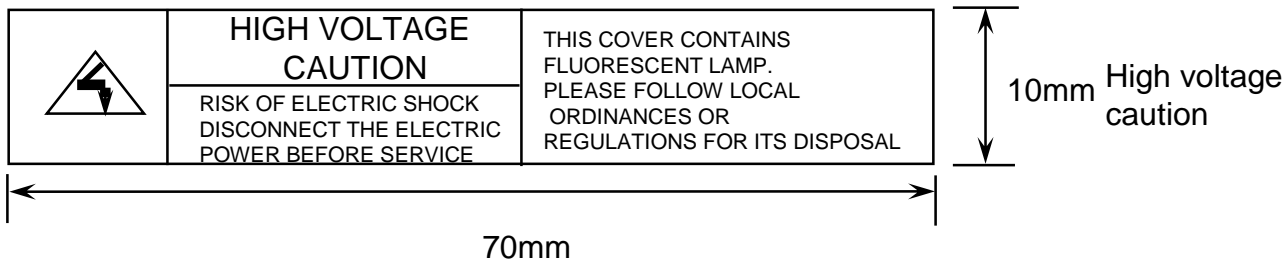 HIGH VOLTAGE
CAUTION
RISK OF ELECTRIC SHOCK
DISCONNECT THE ELECTRIC
POWER BEFORE SERVICE
THIS COVER CONTAINS
FLUORESCENT LAMP.
PLEASE FOLLOW LOCAL
ORDINANCES OR
REGULATIONS FOR ITS DISPOSAL
10mm
High voltage
caution
70mm